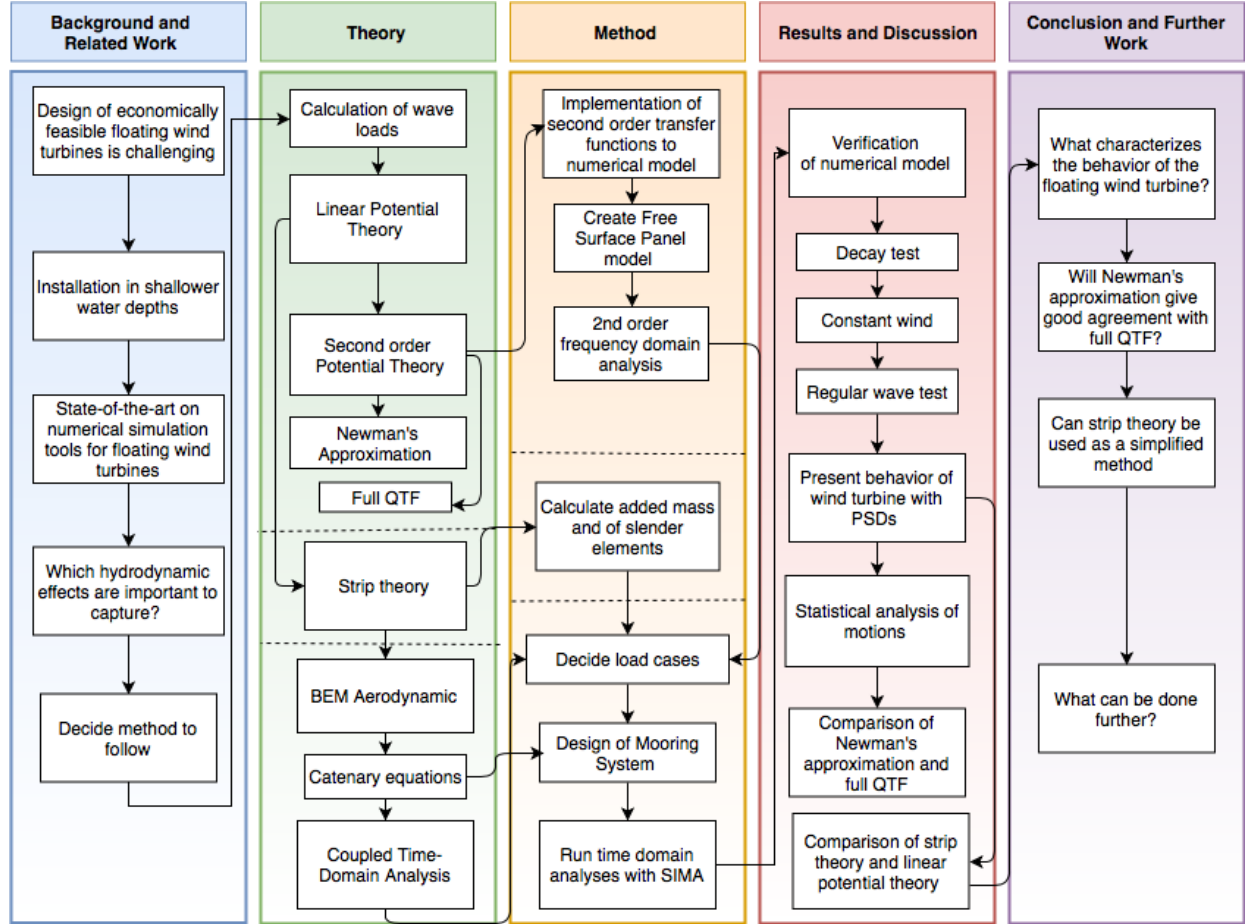 Background and
Related Work
Theory
Method
Results and Discussion
Conclusion and Further
Work
Design of economically
feasible floating wind
turbines is challenging
Installation in shallower
water depths
State-of-the-art on
numerical simulation
tools for floating wind
turbines
Which hydrodynamic
effects are important to
capture?
Decide method to
follow
Calculation of wave
loads
Linear Potential
Theory
Second order
Potential Theory
Newman's
Approximation
Full QTF
Strip theory
BEM Aerodynamic
Catenary equations
Coupled Time-
Domain Analysis
Implementation of
second order transfer
functions to
numerical model
Create Free
Surface Panel
model
2nd order
frequency domain
analysis
Calculate added mass
and of slender
elements
Decide load cases
Design of Mooring
System
Run time domain
analyses with SIMA
Verification
of numerical model
Decay test
Constant wind
Regular wave test
Present behavior of
wind turbine with
PSDs
Statistical analysis of
motions
Comparison of
Newman's
approximation and
full QTF
Comparison of strip
theory and linear
potential theory
What characterizes
the behavior of the
floating wind turbine?
Will Newman's
approximation give
good agreement with
full QTF?
Can strip theory be
used as a simplified
method
What can be done
further?